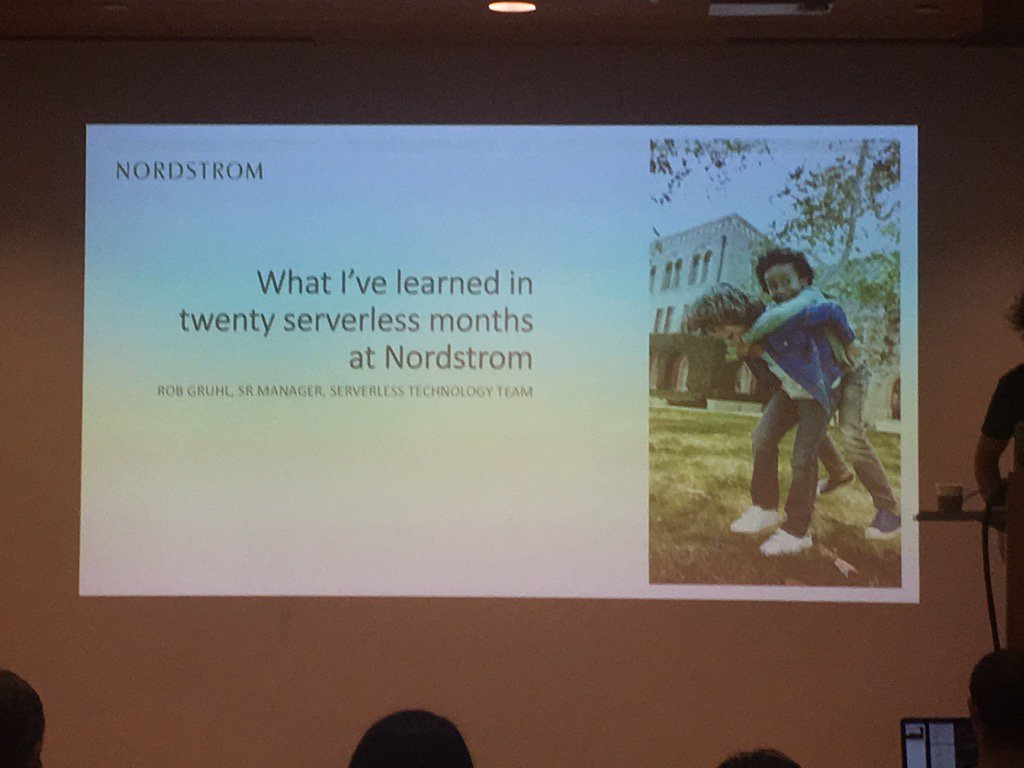 NORDSTROM
What I've learned in
twenty serverless months
at Nordstrom
ROB GRUHL, SR MANAGER, SERVERLESS TECHNOLOGY TEAM